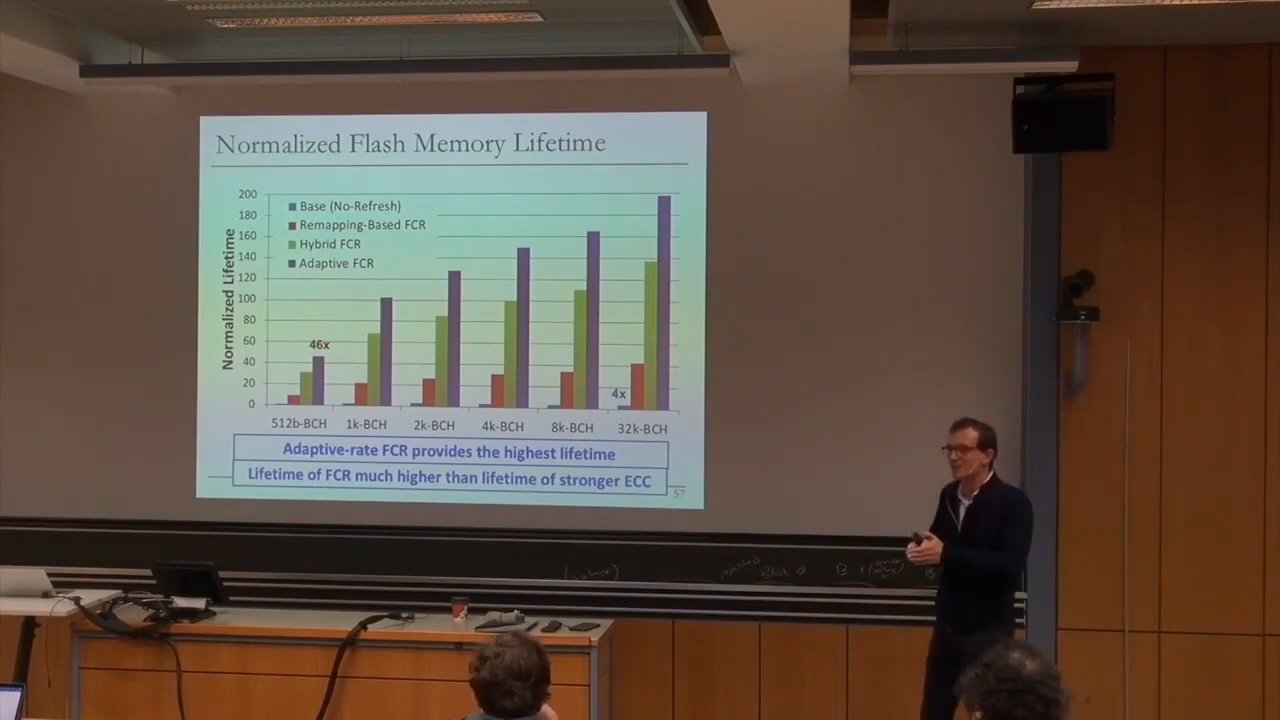 Normalized Flash Memory Lifetime
Normalized Lifetime
200
180
160
140
120
100
80
60
40
20
0
Base (No-Refresh)
Remapping-Based FCR
Hybrid FCR
Adaptive FCR
46x
4x
512b-BCH 1k-BCH 2k-BCH 4k-BCH 8k-BCH 32k-BCH
Adaptive-rate FCR provides the highest lifetime
Lifetime of FCR much higher than lifetime of stronger ECC
57
Block 0